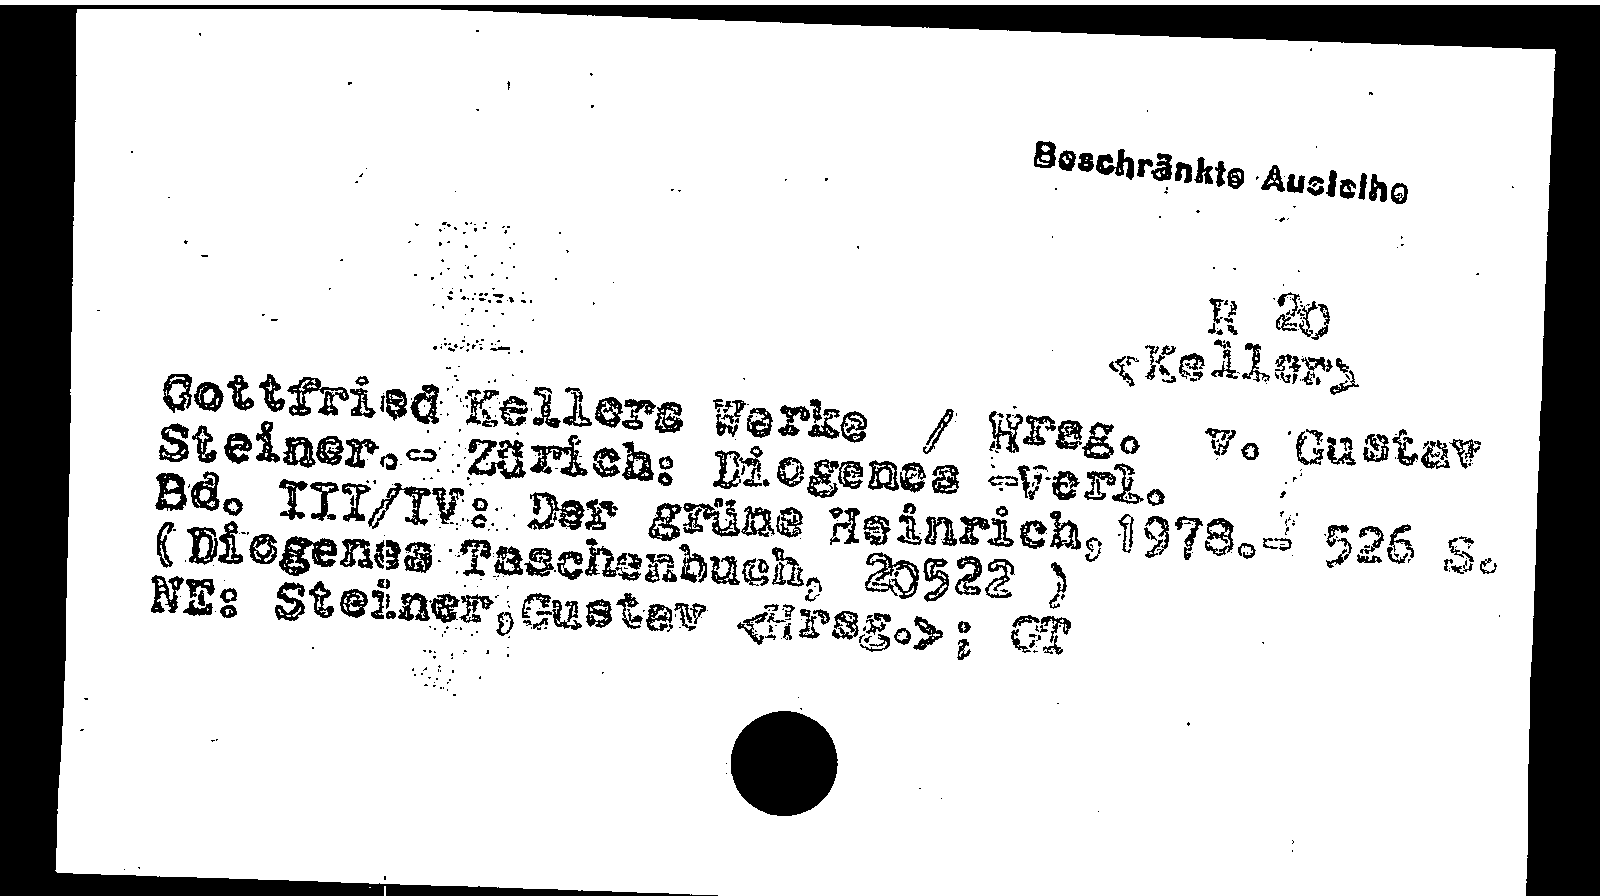 Beschränkte Ausleihe
R 20
<Keller>
Gottfried Kellers Werke / Hrsg. v. Gustav
Steiner.- Zürich: Diogenes -Verl.
Bd. III/IV: Der grüne Heinrich,1978.- 526 S.
(Diogenes Taschenbuch, 20522 )
NE: Steiner,Gustav <Hrsg.>; GT